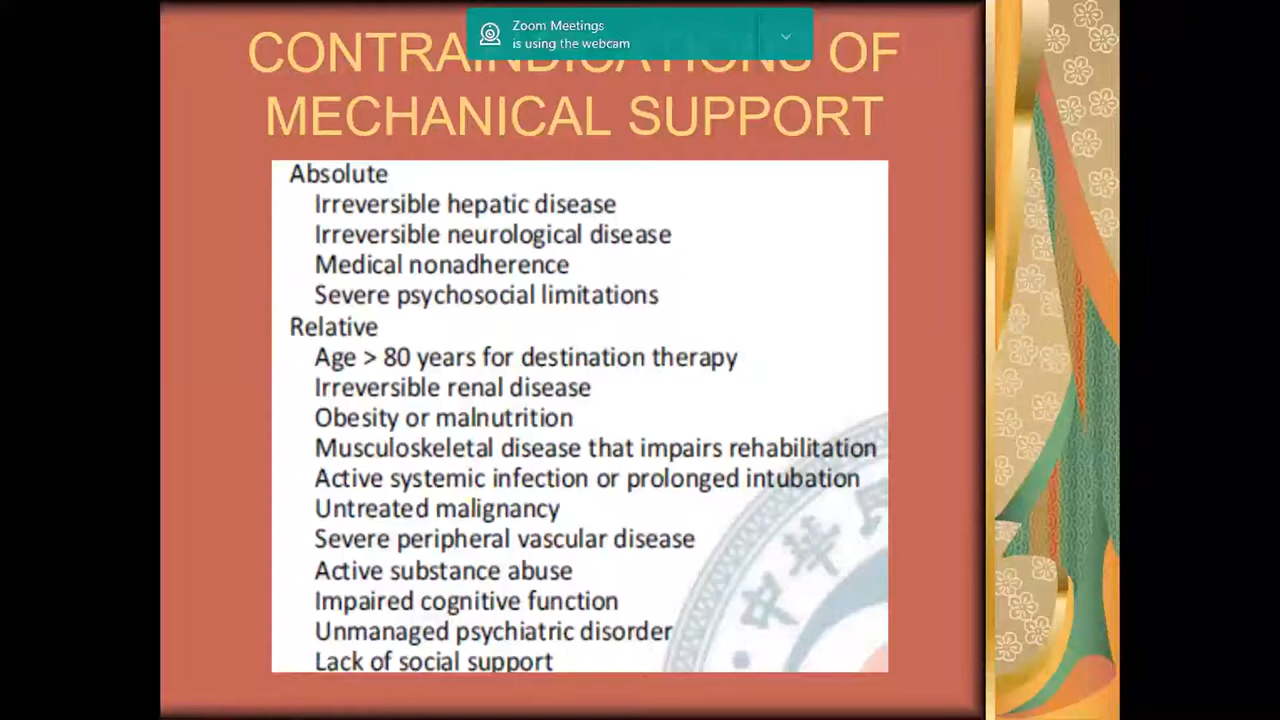 Zoom Meetings
is using the webcam
CONTRAINDICATIONS OF
MECHANICAL SUPPORT
Absolute
Irreversible hepatic disease
Irreversible neurological disease
Medical nonadherence
Severe psychosocial limitations
Relative
Age > 80 years for destination therapy
Irreversible renal disease
Obesity or malnutrition
Musculoskeletal disease that impairs rehabilitation
Active systemic infection or prolonged intubation
Untreated malignancy
Severe peripheral vascular disease
Active substance abuse
Impaired cognitive function
Unmanaged psychiatric disorder
Lack of social support
中華民